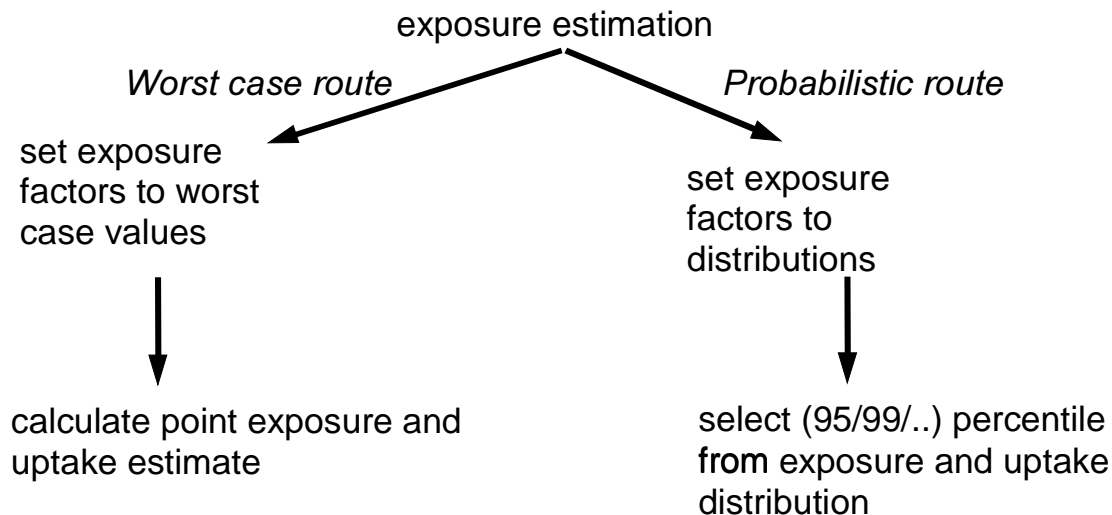 exposure estimation
Worst case route
Probabilistic route
set exposure
factors to worst
case values
set exposure
factors to
distributions
calculate point exposure and
uptake estimate
select (95/99/..) percentile
from exposure and uptake
distribution